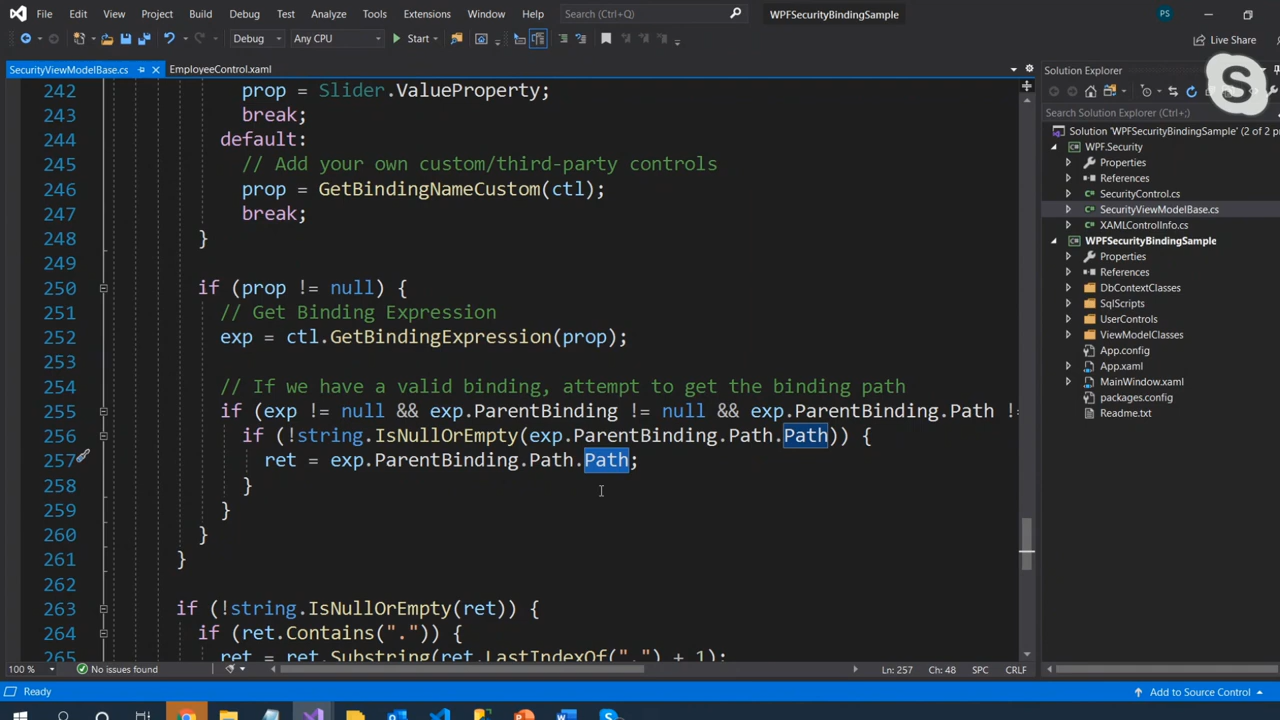 File Edit View Project Build Debug Test Analyze Tools Extensions Window Help Search (Ctrl+Q) WPFSecurityBindingSample PS
Debug Any CPU Start Live Share
SecurityViewModelBase.cs EmployeeControl.xaml Solution Explorer
Search Solution Explorer (Ctrl+;)
242 prop = Slider.ValueProperty;
243 break;
244 default:
245 // Add your own custom/third-party controls
246 prop = GetBindingNameCustom(ctl);
247 break;
248 }
249
250 if (prop != null) {
251 // Get Binding Expression
252 exp = ctl.GetBindingExpression(prop);
253
254 // If we have a valid binding, attempt to get the binding path
255 if (exp != null && exp.ParentBinding != null && exp.ParentBinding.Path !=
256 if (!string.IsNullOrEmpty(exp.ParentBinding.Path.Path)) {
257 ret = exp.ParentBinding.Path.Path;
258 }
259 }
260 }
261 }
262
263 if (!string.IsNullOrEmpty(ret)) {
264 if (ret.Contains(".")) {
265 ret = ret.Substring(ret.LastIndexOf(".") + 1);
Solution 'WPFSecurityBindingSample' (2 of 2 p
WPF.Security
Properties
References
SecurityControl.cs
SecurityViewModelBase.cs
XAMLControlInfo.cs
WPFSecurityBindingSample
Properties
References
DbContextClasses
SqlScripts
UserControls
ViewModelClasses
App.config
App.xaml
MainWindow.xaml
packages.config
Readme.txt
100 % No issues found Ln: 257 Ch: 48 SPC CRLF
Ready Add to Source Control